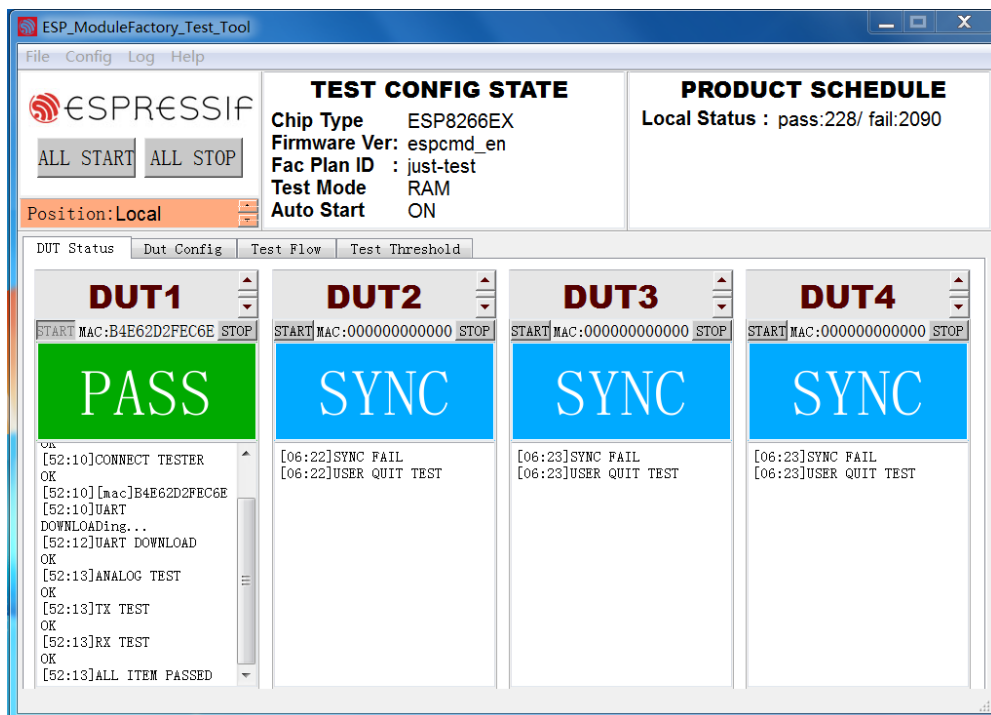 ESP_ModuleFactory_Test_Tool
File Config Log Help
ESPRESSIF
ALL START ALL STOP
Position:Local
TEST CONFIG STATE
Chip Type ESP8266EX
Firmware Ver: espcmd_en
Fac Plan ID : just-test
Test Mode RAM
Auto Start ON
PRODUCT SCHEDULE
Local Status : pass:228/ fail:2090
DUT Status Dut Config Test Flow Test Threshold
DUT1
START MAC:B4E62D2FEC6E STOP
PASS
OK
[52:10]CONNECT TESTER
OK
[52:10][mac]B4E62D2FEC6E
[52:10]UART
DOWNLOADing...
[52:12]UART DOWNLOAD
OK
[52:13]ANALOG TEST
OK
[52:13]TX TEST
OK
[52:13]RX TEST
OK
[52:13]ALL ITEM PASSED
DUT2
START MAC:000000000000 STOP
SYNC
[06:22]SYNC FAIL
[06:22]USER QUIT TEST
DUT3
START MAC:000000000000 STOP
SYNC
[06:23]SYNC FAIL
[06:23]USER QUIT TEST
DUT4
START MAC:000000000000 STOP
SYNC
[06:23]SYNC FAIL
[06:23]USER QUIT TEST